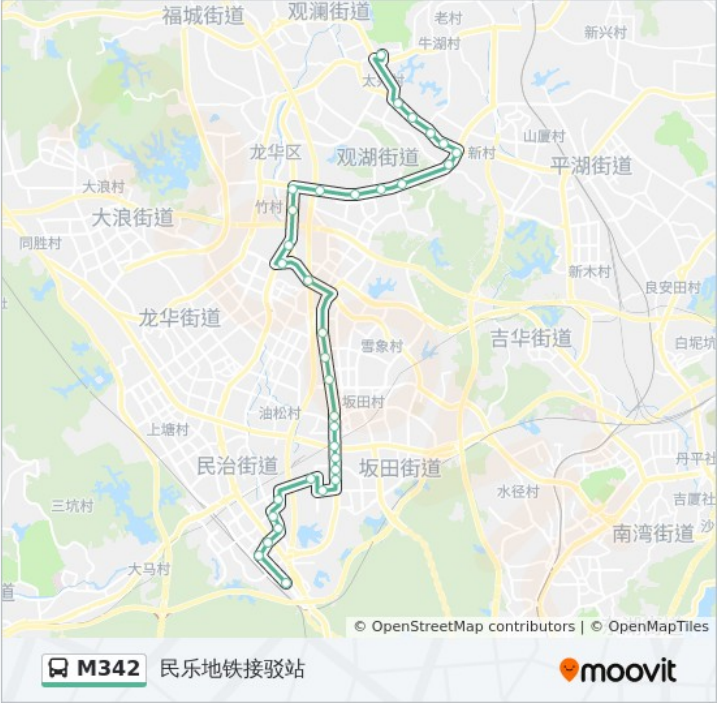 福城街道
观澜街道
老村
牛湖村
新兴村
山厦村
龙华区
观湖街道
新村
平湖街道
大浪村
竹村
大浪街道
同胜村
新木村
良安田村
龙华街道
吉华街道
雪象村
白坭坑
坂田村
油松村
上塘村
丹平社
民治街道
坂田街道
水径村
吉厦社
三坑村
南湾街道
沙
大马村
道
© OpenStreetMap contributors | © OpenMapTiles
M342 民乐地铁接驳站
moovit